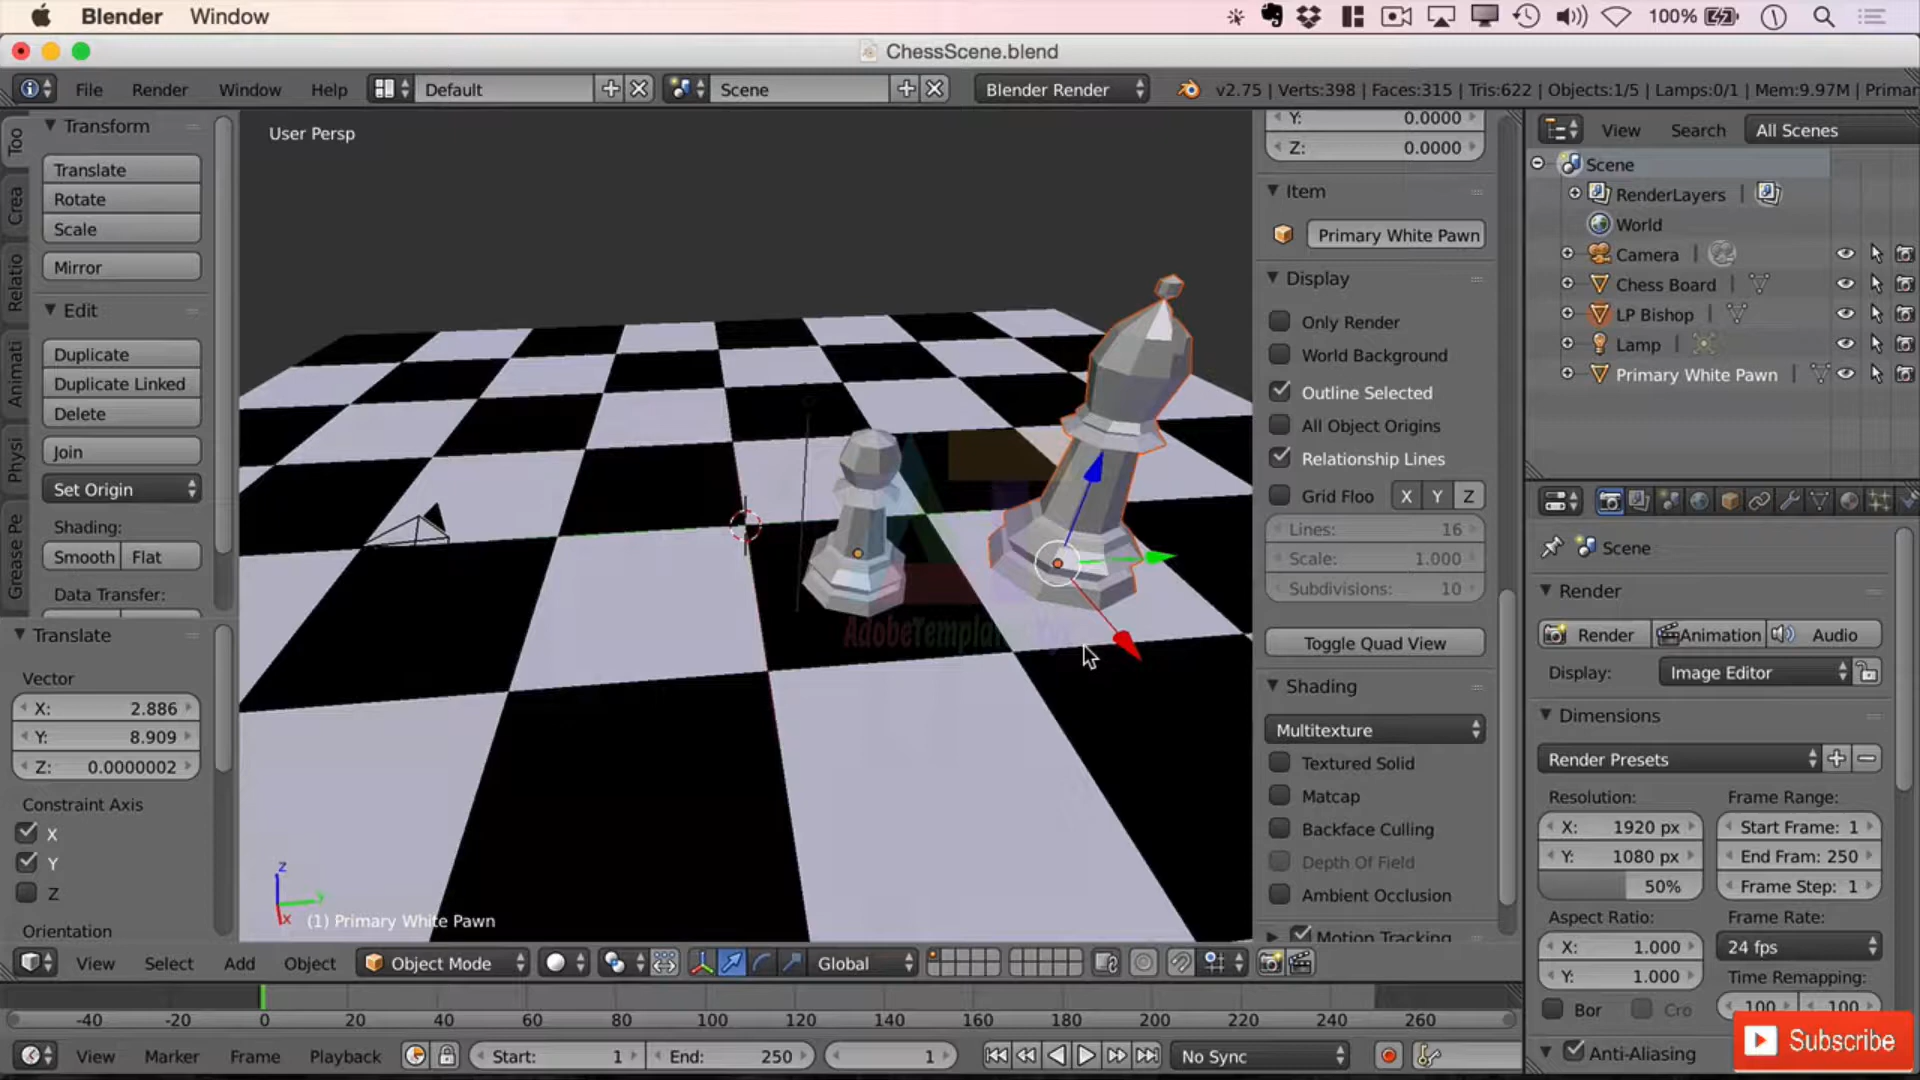 Blender Window 100%
ChessScene.blend
File Render Window Help Default Scene Blender Render v2.75 | Verts:398 | Faces:315 | Tris:622 | Objects:1/5 | Lamps:0/1 | Mem:9.97M | Primar
Too
Crea
Relatio
Animati
Physi
Grease Pe
Transform
Translate
Rotate
Scale
Mirror
Edit
Duplicate
Duplicate Linked
Delete
Join
Set Origin
Shading:
Smooth Flat
Data Transfer:
Translate
Vector
X: 2.886
Y: 8.909
Z: 0.0000002
Constraint Axis
X
Y
Z
Orientation
User Persp
z
x
(1) Primary White Pawn
Y: 0.0000
Z: 0.0000
Item
Primary White Pawn
Display
Only Render
World Background
Outline Selected
All Object Origins
Relationship Lines
Grid Floo X Y Z
Lines: 16
Scale: 1.000
Subdivisions: 10
Toggle Quad View
Shading
Multitexture
Textured Solid
Matcap
Backface Culling
Depth Of Field
Ambient Occlusion
Motion Tracking
View Search All Scenes
Scene
RenderLayers |
World
Camera |
Chess Board |
LP Bishop |
Lamp |
Primary White Pawn |
Scene
Render
Render Animation Audio
Display: Image Editor
Dimensions
Render Presets
Resolution: Frame Range:
X: 1920 px Start Frame: 1
Y: 1080 px End Fram: 250
50% Frame Step: 1
Aspect Ratio: Frame Rate:
X: 1.000 24 fps
Y: 1.000 Time Remapping:
Bor Cro 100 100
Anti-Aliasing
Subscribe
View Select Add Object Object Mode Global
-40 -20 0 20 40 60 80 100 120 140 160 180 200 220 240 260
View Marker Frame Playback Start: 1 End: 250 1 No Sync